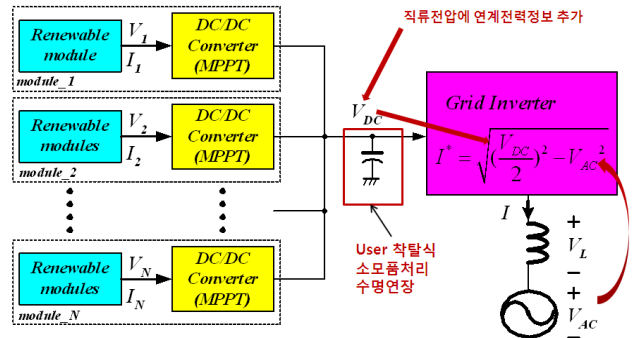 직류전압에 연계전력정보 추가
Renewable
module
V1
I1
DC/DC
Converter
(MPPT)
module_1
Renewable
modules
V2
I2
DC/DC
Converter
(MPPT)
module_2
Renewable
modules
VN
IN
DC/DC
Converter
(MPPT)
module_N
VDC
User 착탈식
소모품처리
수명연장
Grid Inverter
I* = √((VDC/2)² − VAC²)
I
+
VL
−
+
VAC
−